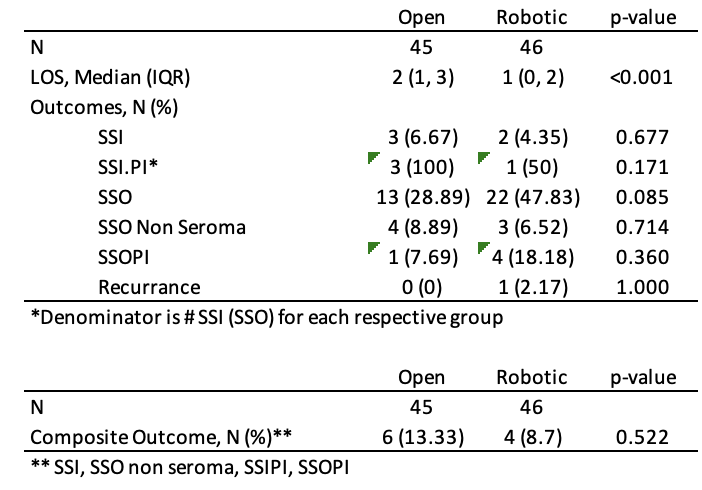 Open Robotic p-value
N 45 46
LOS, Median (IQR) 2 (1, 3) 1 (0, 2) <0.001
Outcomes, N (%)
SSI 3 (6.67) 2 (4.35) 0.677
SSI.PI* 3 (100) 1 (50) 0.171
SSO 13 (28.89) 22 (47.83) 0.085
SSO Non Seroma 4 (8.89) 3 (6.52) 0.714
SSOPI 1 (7.69) 4 (18.18) 0.360
Recurrance 0 (0) 1 (2.17) 1.000
*Denominator is # SSI (SSO) for each respective group
Open Robotic p-value
N 45 46
Composite Outcome, N (%)** 6 (13.33) 4 (8.7) 0.522
** SSI, SSO non seroma, SSIPI, SSOPI